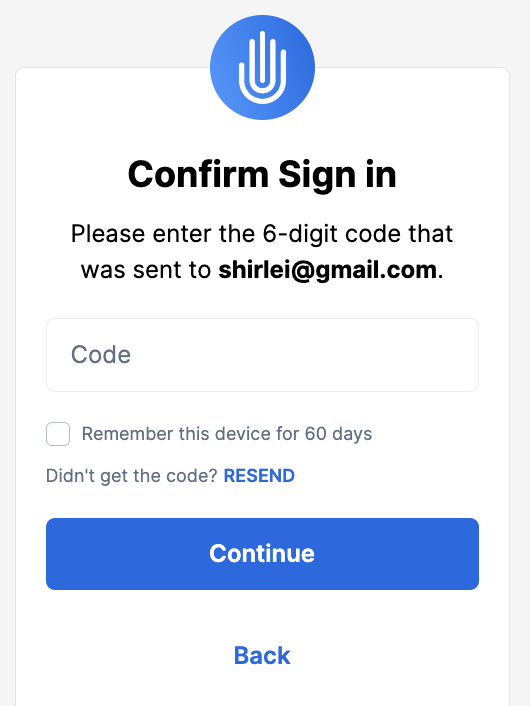 Confirm Sign in
Please enter the 6-digit code that
was sent to shirlei@gmail.com.
Code
Remember this device for 60 days
Didn't get the code? RESEND
Continue
Back